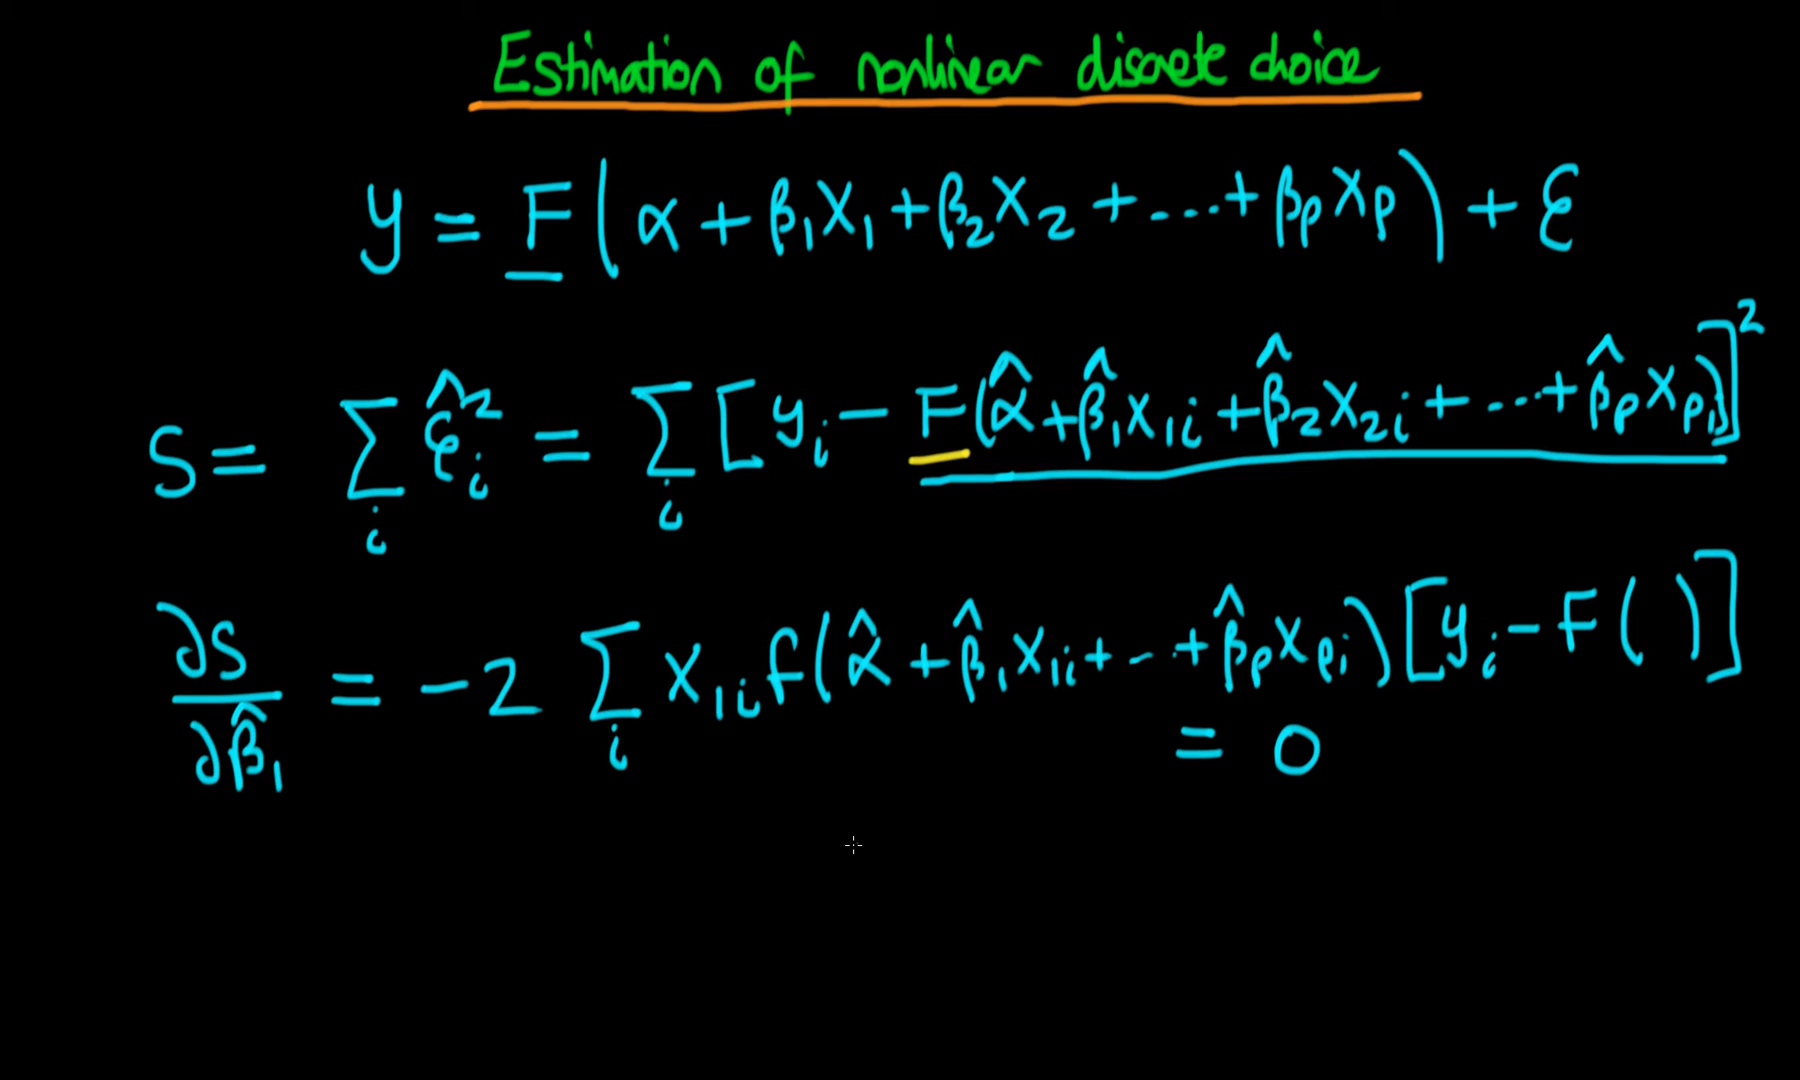 Estimation of nonlinear discrete choice
y = F(α + β₁X₁ + β₂X₂ + ... + βₚXₚ) + ε
S = Σᵢ ε̂ᵢ² = Σᵢ [yᵢ − F(α̂ + β̂₁x₁ᵢ + β̂₂x₂ᵢ + ... + β̂ₚxₚᵢ)]²
∂S/∂β̂₁ = −2 Σᵢ x₁ᵢ f(α̂ + β̂₁x₁ᵢ + ... + β̂ₚxₚᵢ)[yᵢ − F( )]
= 0